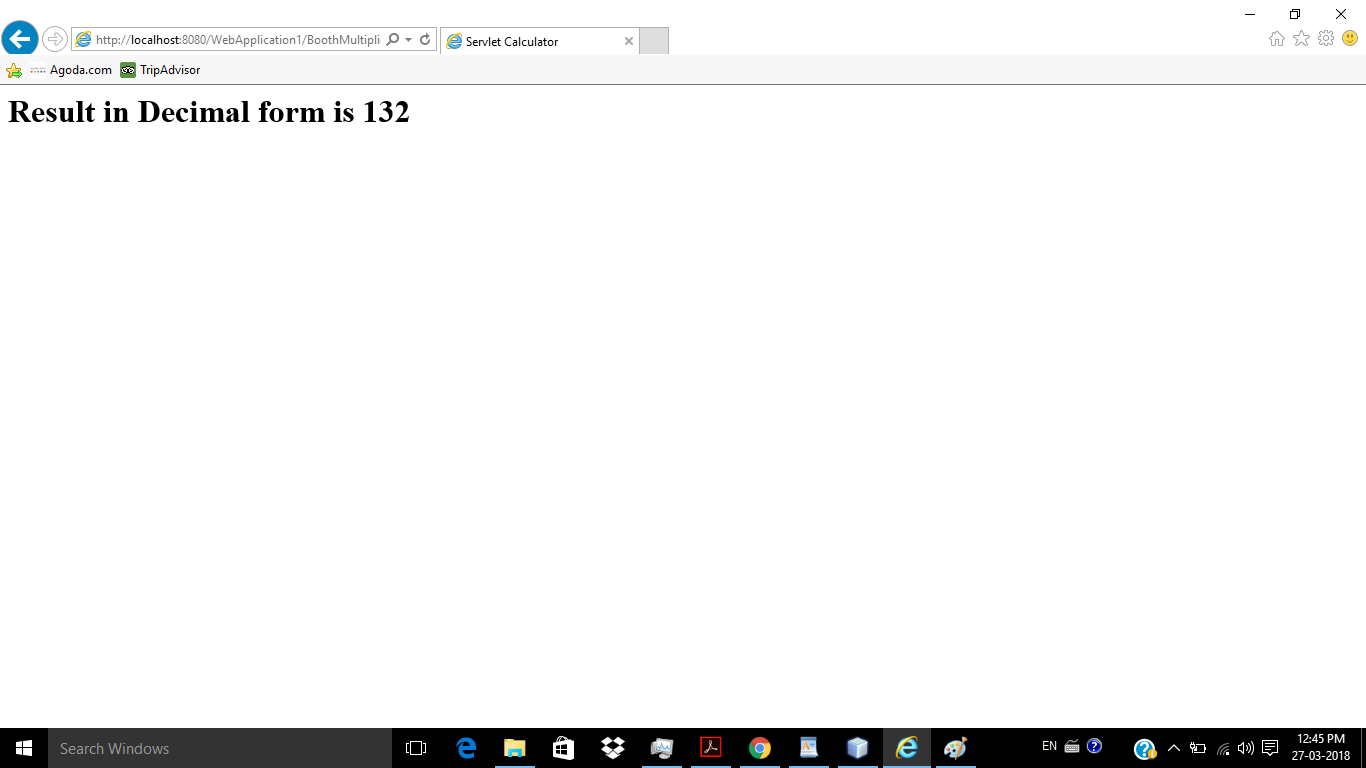 http://localhost:8080/WebApplication1/BoothMultipli
Servlet Calculator
Agoda.com
TripAdvisor
Result in Decimal form is 132
Search Windows
EN
12:45 PM
27-03-2018